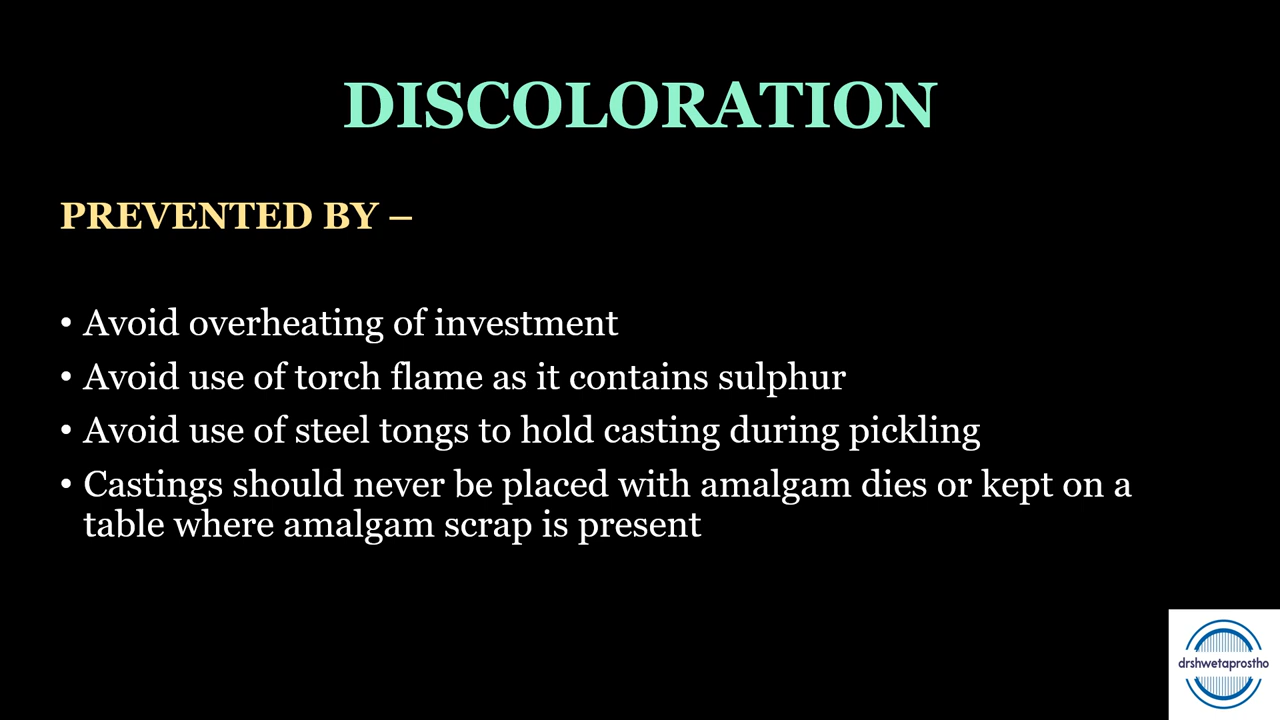 DISCOLORATION
PREVENTED BY –
• Avoid overheating of investment
• Avoid use of torch flame as it contains sulphur
• Avoid use of steel tongs to hold casting during pickling
• Castings should never be placed with amalgam dies or kept on a
table where amalgam scrap is present
drshwetaprostho